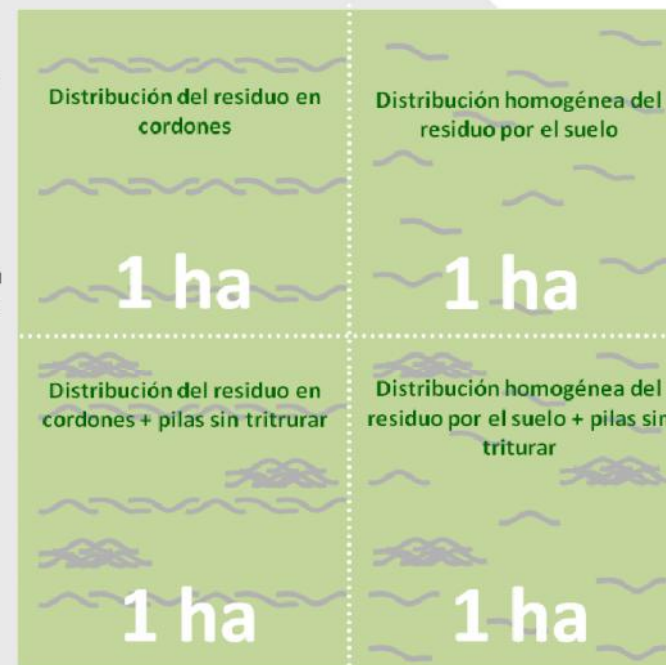 Distribución del residuo en
cordones
1 ha
Distribución homogénea del
residuo por el suelo
1 ha
Distribución del residuo en
cordones + pilas sin tritrurar
1 ha
Distribución homogénea del
residuo por el suelo + pilas sin
triturar
1 ha